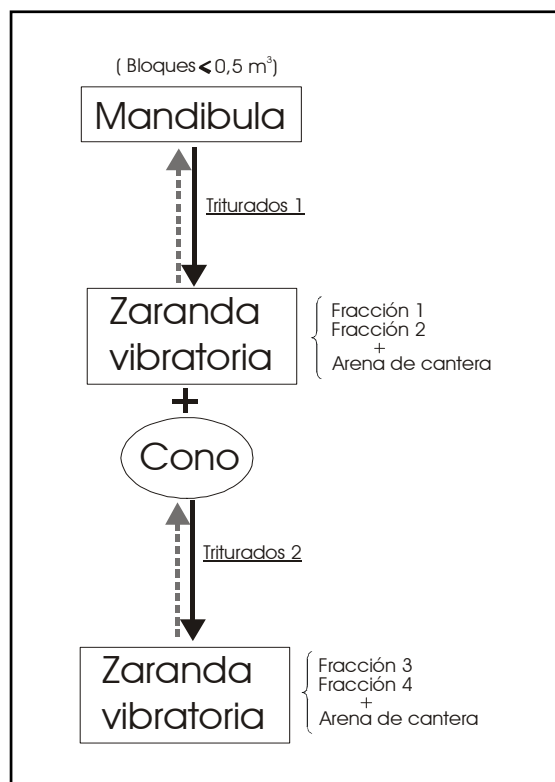 ( Bloques < 0,5 m³)
Mandibula
Triturados 1
Zaranda
vibratoria
Fracción 1
Fracción 2
+
Arena de cantera
+
Cono
Triturados 2
Zaranda
vibratoria
Fracción 3
Fracción 4
+
Arena de cantera